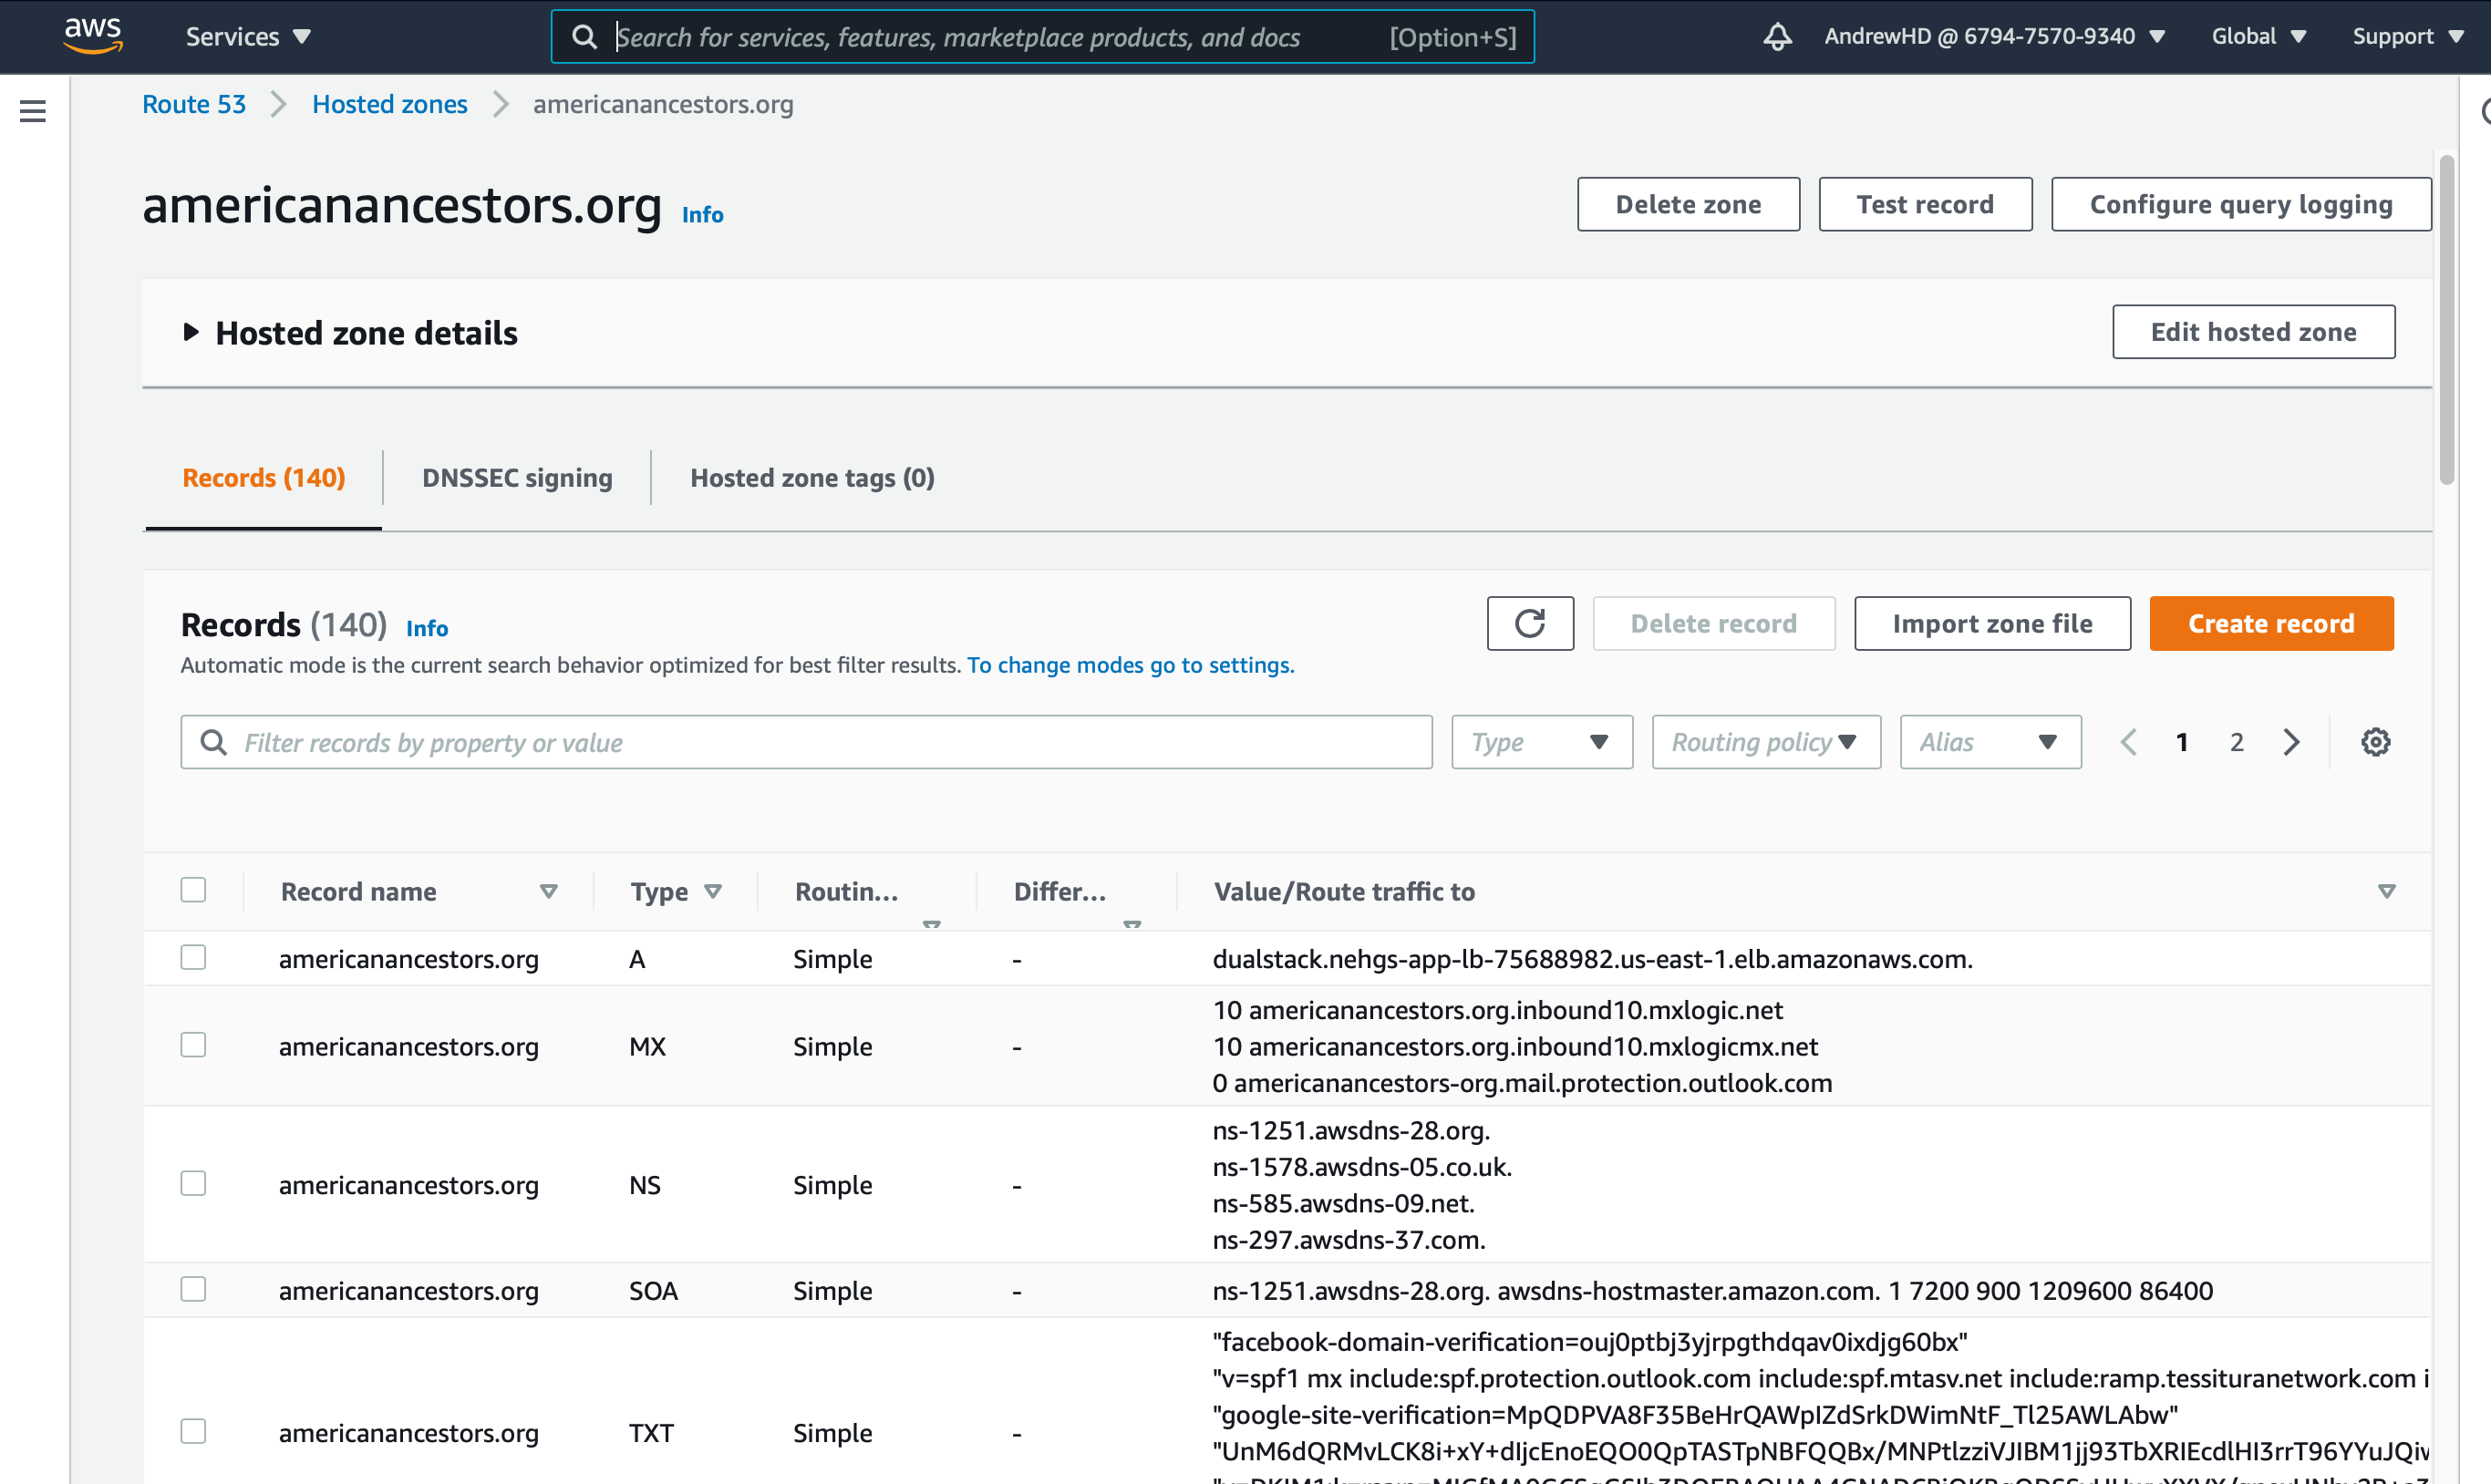 aws Services Search for services, features, marketplace products, and docs [Option+S] AndrewHD @ 6794-7570-9340 Global Support
Route 53 Hosted zones americanancestors.org
americanancestors.org Info Delete zone Test record Configure query logging
Hosted zone details Edit hosted zone
Records (140) DNSSEC signing Hosted zone tags (0)
Records (140) Info Delete record Import zone file Create record
Automatic mode is the current search behavior optimized for best filter results. To change modes go to settings.
Filter records by property or value Type Routing policy Alias 1 2
Record name Type Routin... Differ... Value/Route traffic to
americanancestors.org A Simple - dualstack.nehgs-app-lb-75688982.us-east-1.elb.amazonaws.com.
10 americanancestors.org.inbound10.mxlogic.net
americanancestors.org MX Simple - 10 americanancestors.org.inbound10.mxlogicmx.net
0 americanancestors-org.mail.protection.outlook.com
ns-1251.awsdns-28.org.
ns-1578.awsdns-05.co.uk.
americanancestors.org NS Simple -
ns-585.awsdns-09.net.
ns-297.awsdns-37.com.
americanancestors.org SOA Simple - ns-1251.awsdns-28.org. awsdns-hostmaster.amazon.com. 1 7200 900 1209600 86400
"facebook-domain-verification=ouj0ptbj3yjrpgthdqav0ixdjg60bx"
"v=spf1 mx include:spf.protection.outlook.com include:spf.mtasv.net include:ramp.tessituranetwork.com i
"google-site-verification=MpQDPVA8F35BeHrQAWpIZdSrkDWimNtF_Tl25AWLAbw"
americanancestors.org TXT Simple -
"UnM6dQRMvLCK8i+xY+dIjcEnoEQO0QpTASTpNBFQQBx/MNPtlzziVJIBM1jj93TbXRIEcdlHI3rrT96YYuJQi